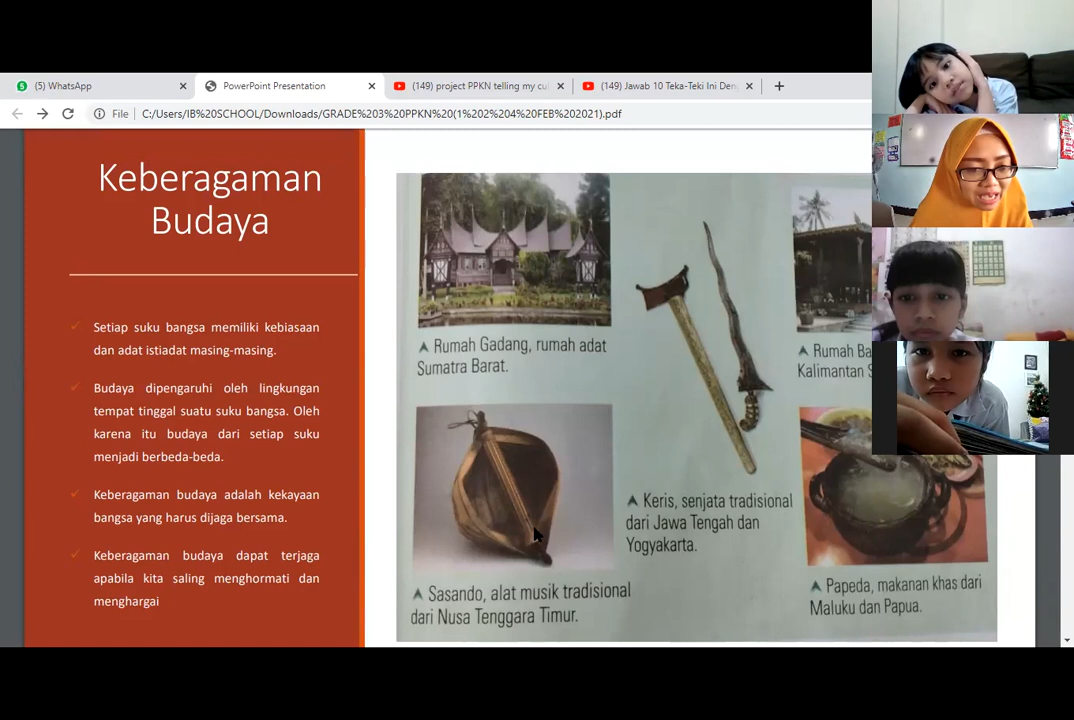 (5) WhatsApp
PowerPoint Presentation
(149) project PPKN telling my cu
(149) Jawab 10 Teka-Teki Ini Den
File
C:/Users/IB%20SCHOOL/Downloads/GRADE%203%20PPKN%20(1%202%204%20FEB%202021).pdf
Keberagaman
Budaya
Setiap suku bangsa memiliki kebiasaan
dan adat istiadat masing-masing.
Budaya dipengaruhi oleh lingkungan
tempat tinggal suatu suku bangsa. Oleh
karena itu budaya dari setiap suku
menjadi berbeda-beda.
Keberagaman budaya adalah kekayaan
bangsa yang harus dijaga bersama.
Keberagaman budaya dapat terjaga
apabila kita saling menghormati dan
menghargai
Rumah Gadang, rumah adat
Sumatra Barat.
Rumah Ba
Kalimantan S
Keris, senjata tradisional
dari Jawa Tengah dan
Yogyakarta.
Sasando, alat musik tradisional
dari Nusa Tenggara Timur.
Papeda, makanan khas dari
Maluku dan Papua.